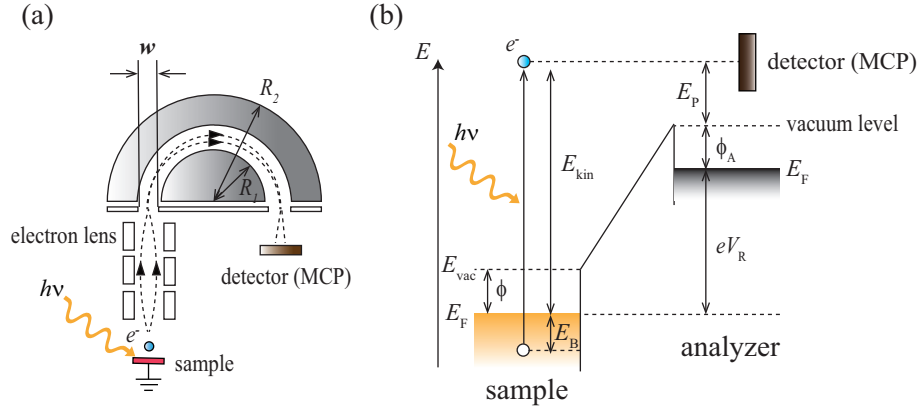 (a)
w
R2
R1
electron lens
detector (MCP)
hν
e-
sample
(b)
E
e-
detector (MCP)
EP
vacuum level
hν
ϕA
Ekin
EF
eVR
Evac
ϕ
EF
EB
analyzer
sample